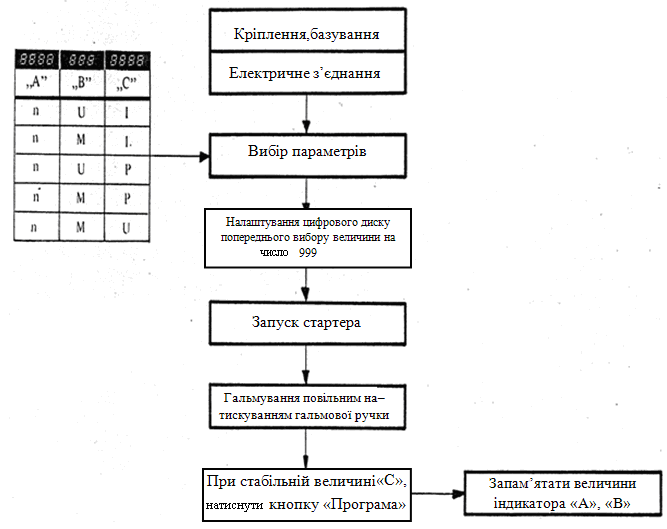 Кріплення,базування
Електричне з’єднання
8888 888 8888
„A” „B” „C”
n U I
n M I.
n U P
n M P
n M U
Вибір параметрів
Налаштування цифрового диску
попереднього вибору величини на
число 999
Запуск стартера
Гальмування повільним на–
тискуванням гальмової ручки
При стабільній величині«С»,
натиснути кнопку «Програма»
Запам’ятати величини
індикатора «А», «В»